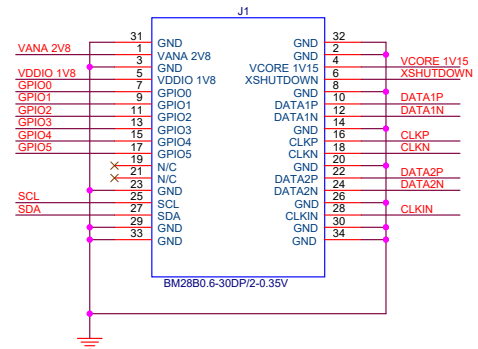 J1
31 GND GND 32
VANA 2V8 1 VANA 2V8 GND 2
3 GND VCORE 1V15 4 VCORE 1V15
VDDIO 1V8 5 VDDIO 1V8 XSHUTDOWN 6 XSHUTDOWN
GPIO0 7 GPIO0 GND 8
GPIO1 9 GPIO1 DATA1P 10 DATA1P
GPIO2 11 GPIO2 DATA1N 12 DATA1N
GPIO3 13 GPIO3 GND 14
GPIO4 15 GPIO4 CLKP 16 CLKP
GPIO5 17 GPIO5 CLKN 18 CLKN
19 N/C GND 20
21 N/C DATA2P 22 DATA2P
23 GND DATA2N 24 DATA2N
SCL 25 SCL GND 26
SDA 27 SDA CLKIN 28 CLKIN
29 GND GND 30
33 GND GND 34
BM28B0.6-30DP/2-0.35V